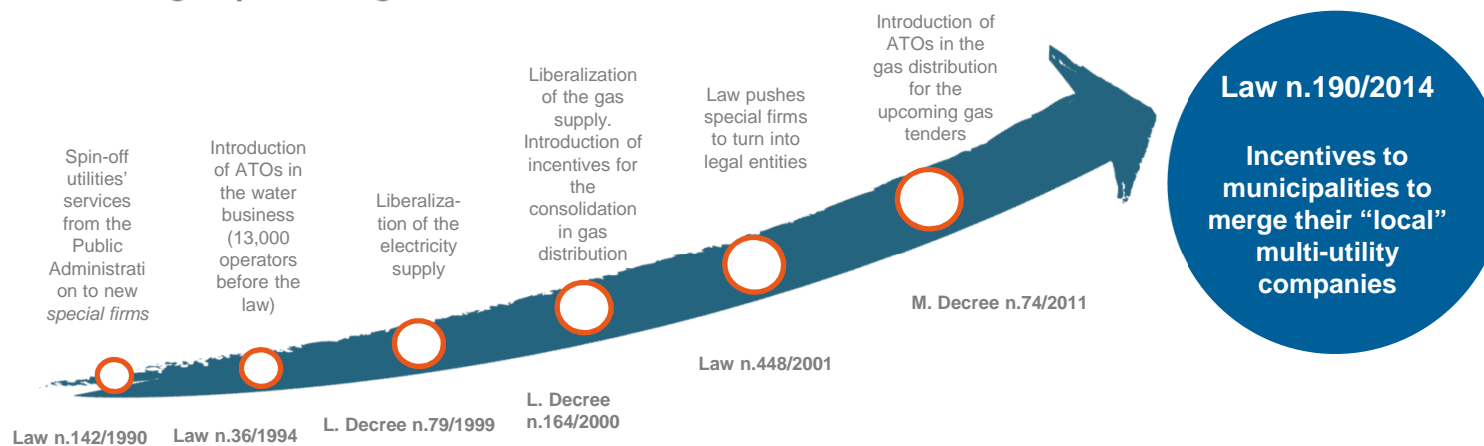 Spin-off
utilities’
services
from the
Public
Administrati
on to new
special firms
Law n.142/1990
Introduction
of ATOs in
the water
business
(13,000
operators
before the
law)
Law n.36/1994
Liberaliza-
tion of the
electricity
supply
L. Decree n.79/1999
Liberalization
of the gas
supply.
Introduction of
incentives for
the
consolidation
in gas
distribution
L. Decree
n.164/2000
Law pushes
special firms
to turn into
legal entities
Law n.448/2001
Introduction of
ATOs in the
gas distribution
for the
upcoming gas
tenders
M. Decree n.74/2011
Law n.190/2014
Incentives to
municipalities to
merge their “local”
multi-utility
companies